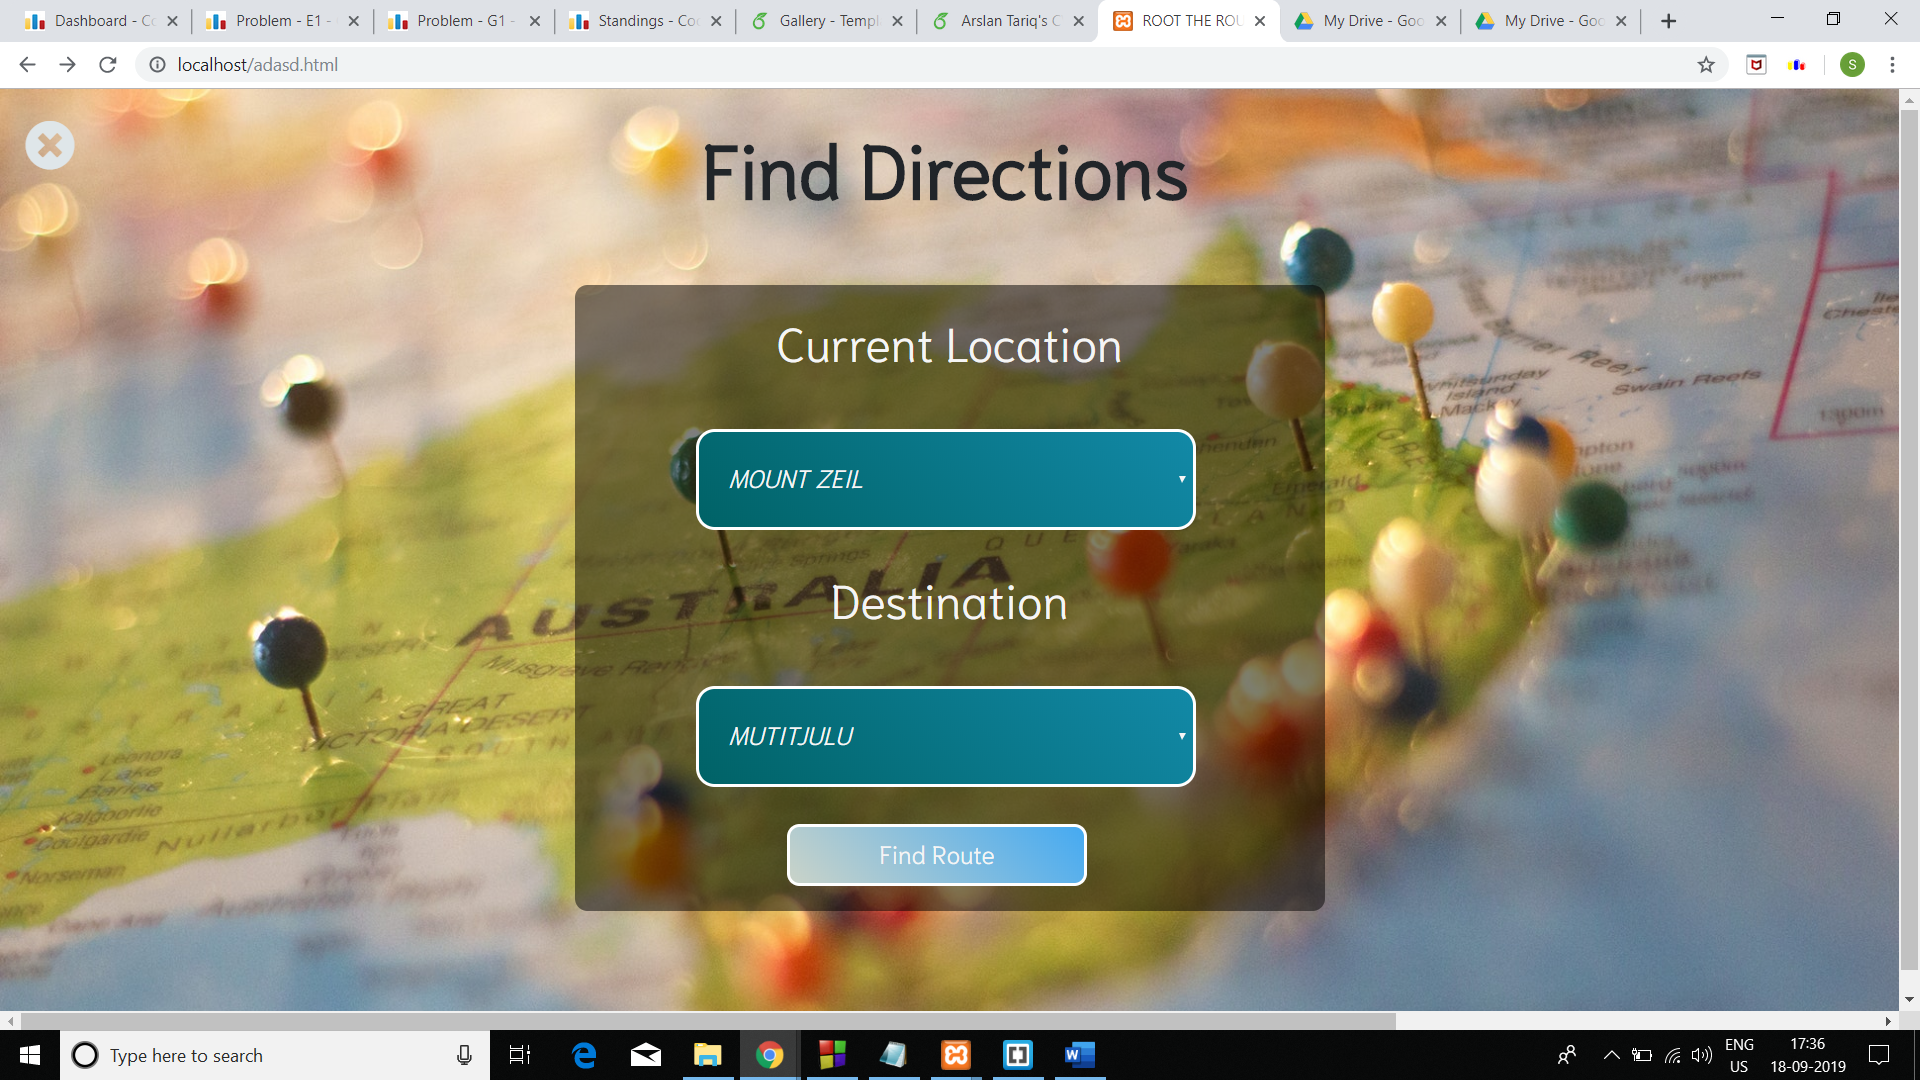 Dashboard - Co
Problem - E1 -
Problem - G1 -
Standings - Co
Gallery - Templ
Arslan Tariq's C
ROOT THE ROU
My Drive - Goo
My Drive - Goo
localhost/adasd.html
S
Find Directions
Current Location
Swain Reefs
Whitsunday
Island
Mackay
MOUNT ZEIL
AUSTRALIA
Destination
Musgrave Ranges
GREAT
VICTORIA DESERT
MUTITJULU
Leonora
Lake
Barlee
Kalgoorlie
Coolgardie
Nullarbor Plain
Norseman
Find Route
Type here to search
ENG
US
17:36
18-09-2019